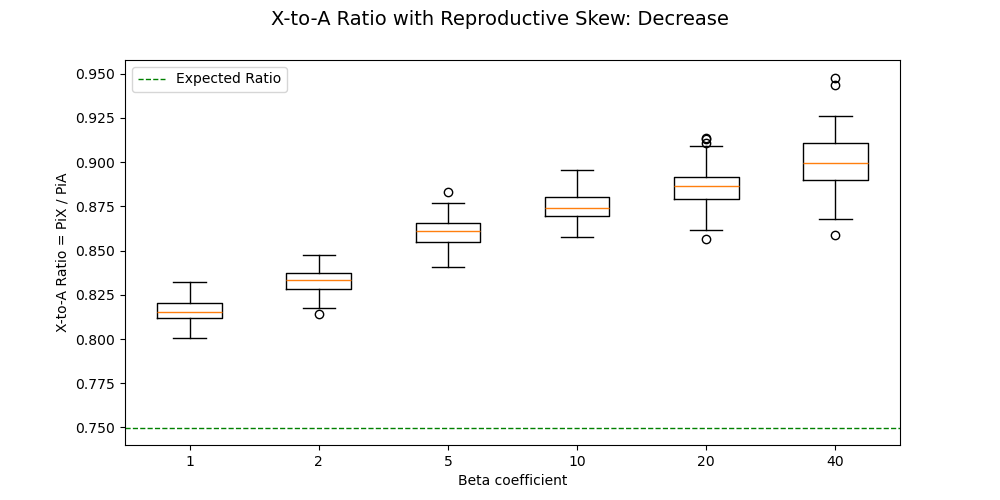 X-to-A Ratio with Reproductive Skew: Decrease
Expected Ratio
X-to-A Ratio = PiX / PiA
0.950
0.925
0.900
0.875
0.850
0.825
0.800
0.775
0.750
1 2 5 10 20 40
Beta coefficient